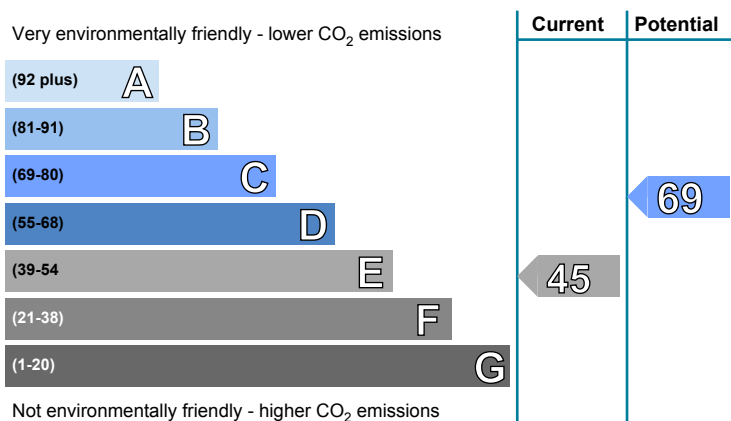 Very environmentally friendly - lower CO₂ emissions
Current
Potential
(92 plus) A
(81-91) B
(69-80) C
69
(55-68) D
(39-54 E
45
(21-38) F
(1-20) G
Not environmentally friendly - higher CO₂ emissions